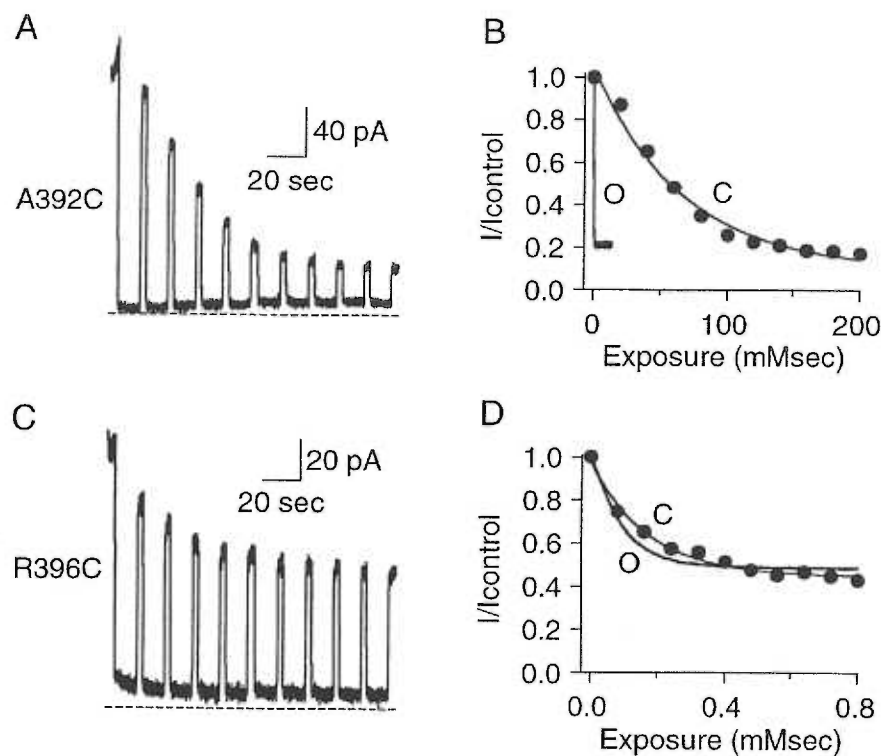 A
40 pA
20 sec
A392C
B
1.0
0.8
0.6
0.4
0.2
0.0
I/Icontrol
O
C
0
100
200
Exposure (mMsec)
C
20 pA
20 sec
R396C
D
1.0
0.8
0.6
0.4
0.2
0.0
I/Icontrol
C
O
0.0
0.4
0.8
Exposure (mMsec)